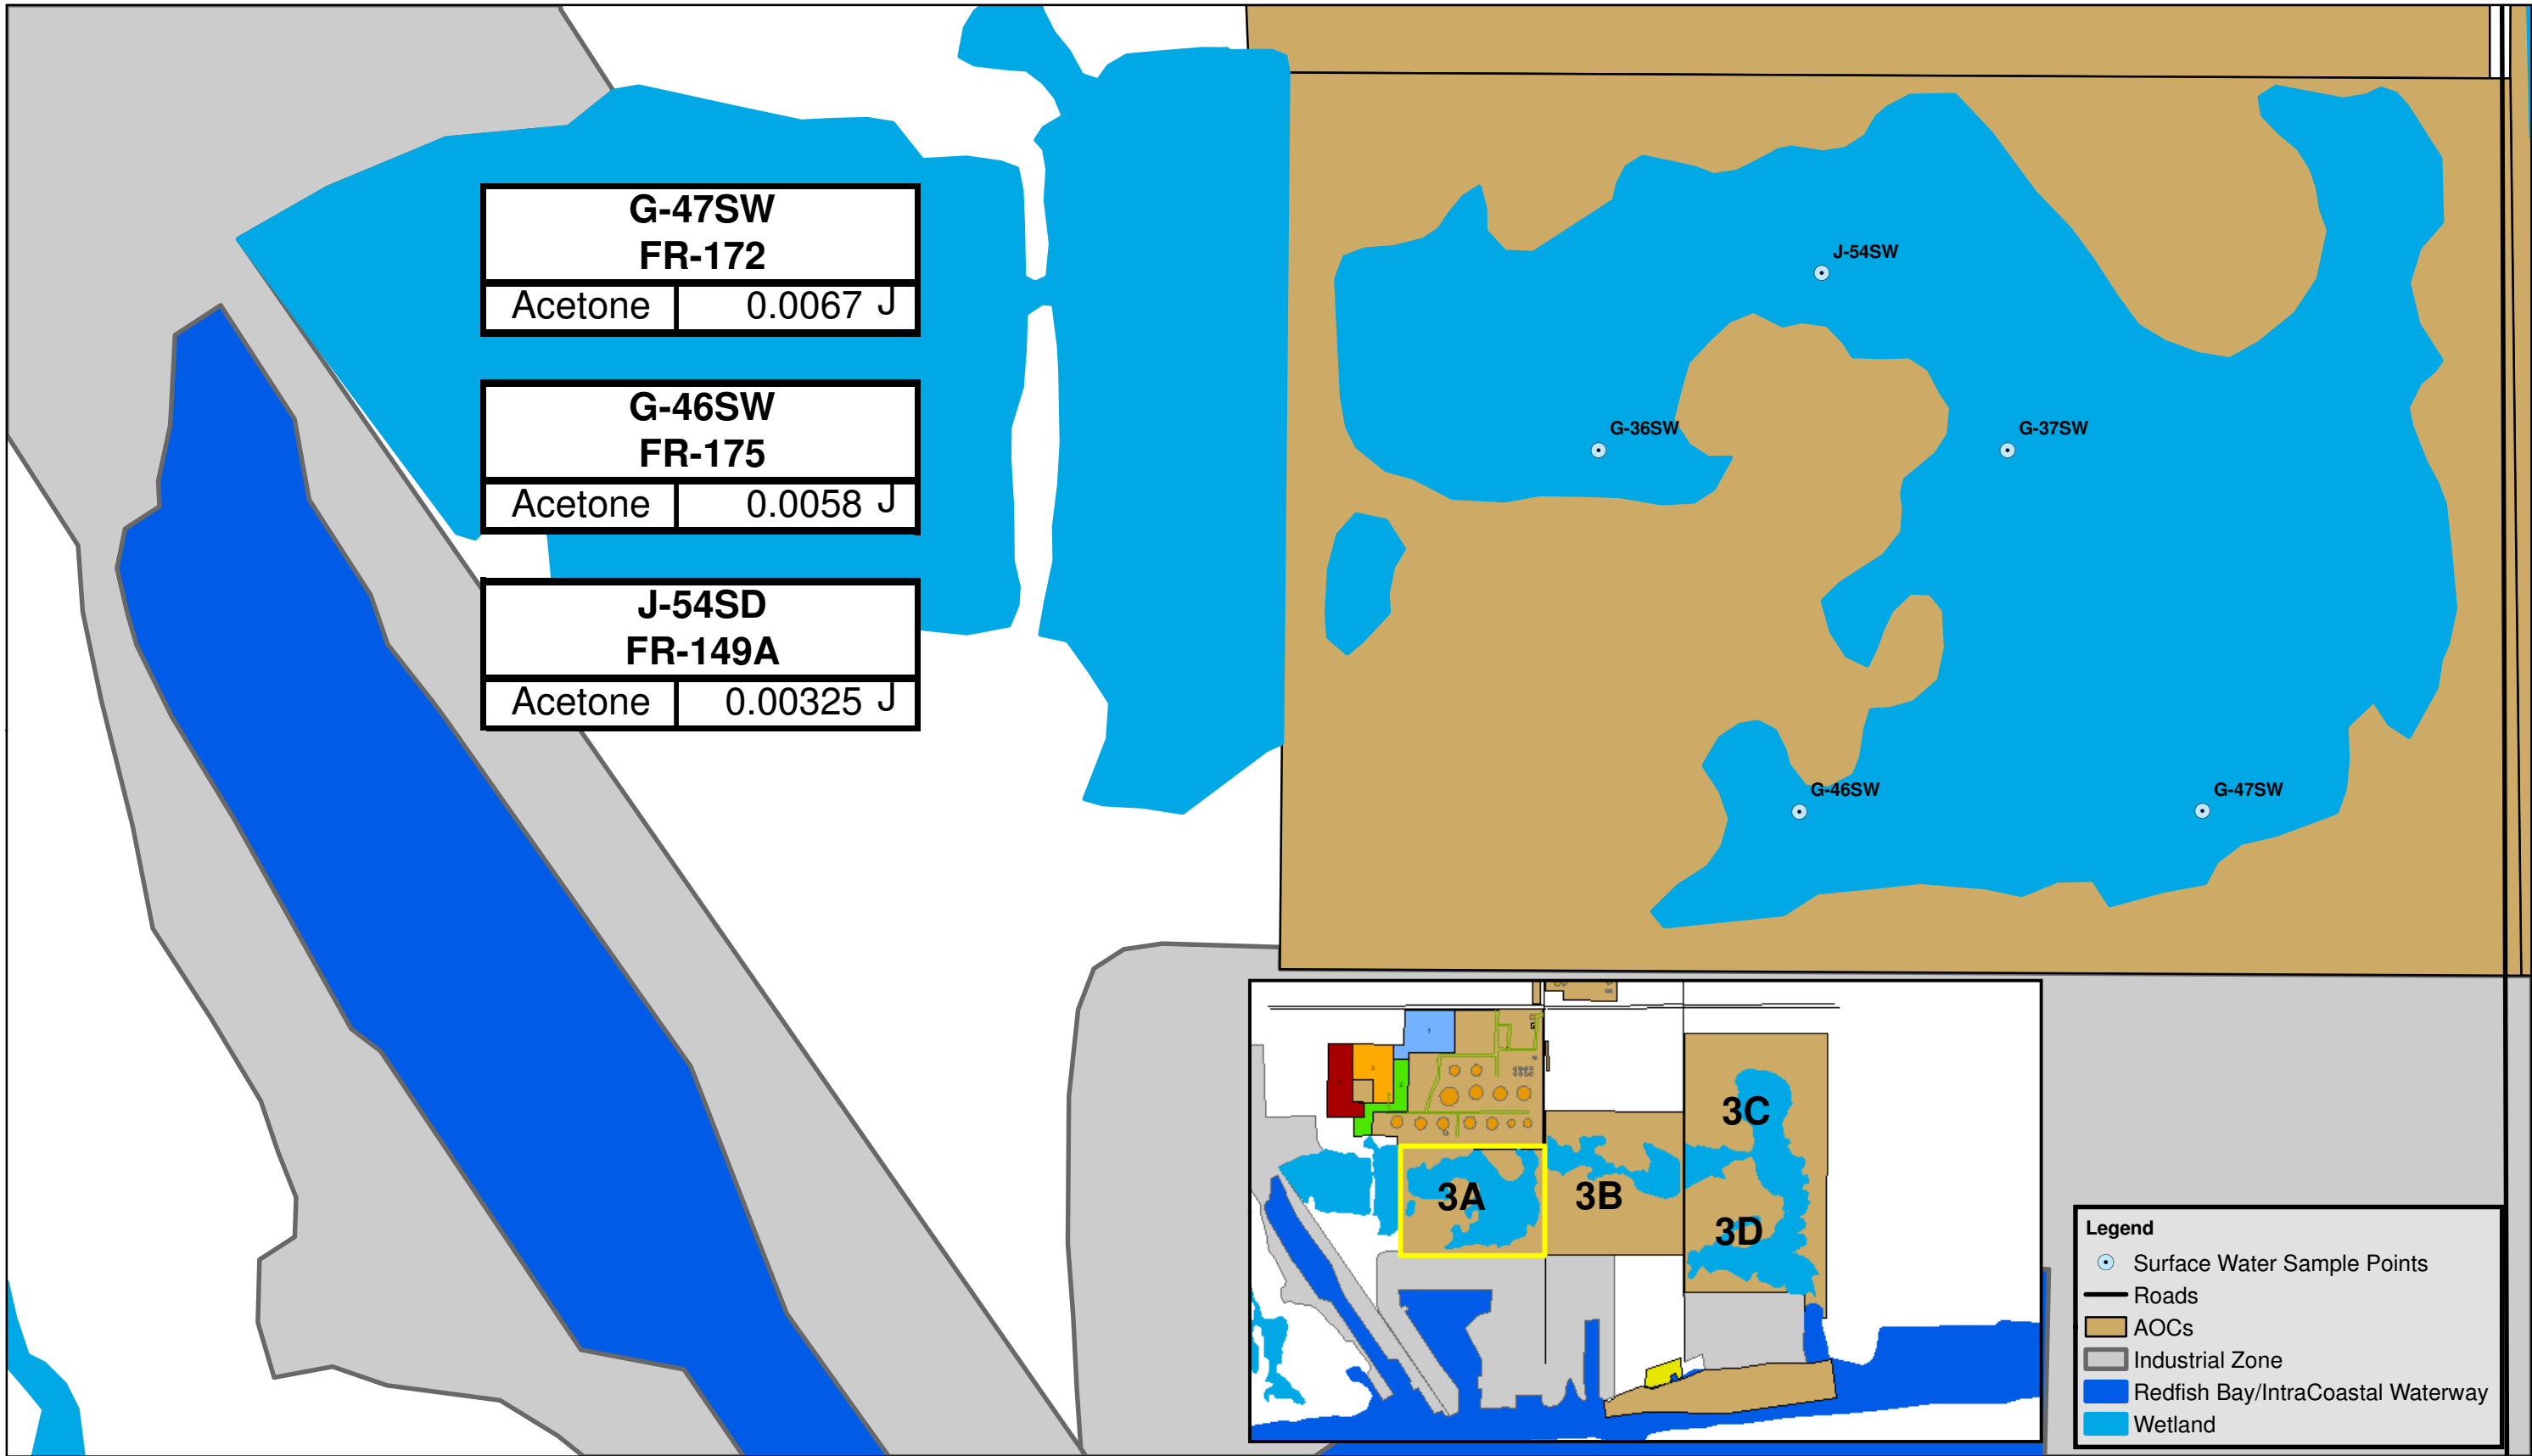 G-47SW
FR-172
Acetone 0.0067 J
G-46SW
FR-175
Acetone 0.0058 J
J-54SD
FR-149A
Acetone 0.00325 J
J-54SW
G-36SW
G-37SW
G-46SW
G-47SW
3A
3B
3C
3D
Legend
Surface Water Sample Points
Roads
AOCs
Industrial Zone
Redfish Bay/IntraCoastal Waterway
Wetland